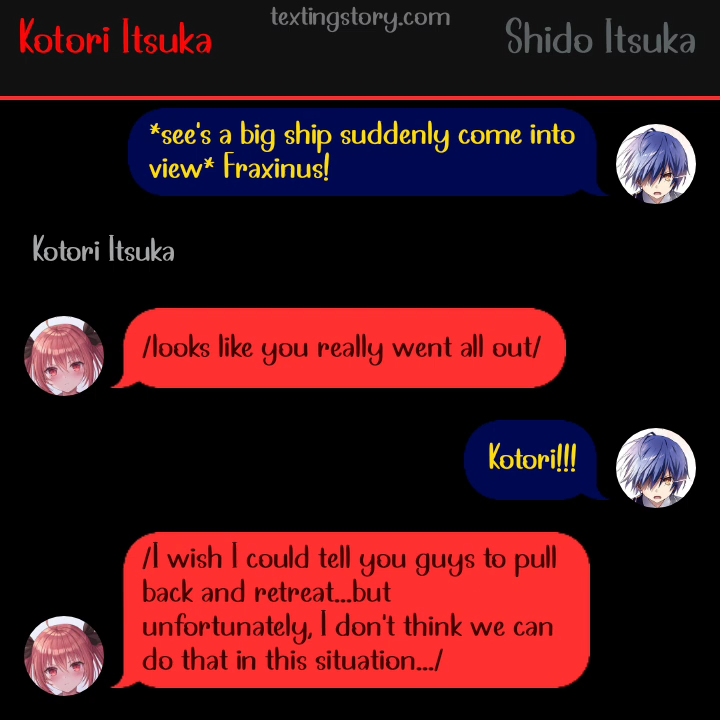 textingstory.com
Kotori Itsuka
Shido Itsuka
*see's a big ship suddenly come into
view* Fraxinus!
Kotori Itsuka
/looks like you really went all out/
Kotori!!!
/I wish I could tell you guys to pull
back and retreat...but
unfortunately, I don't think we can
do that in this situation.../